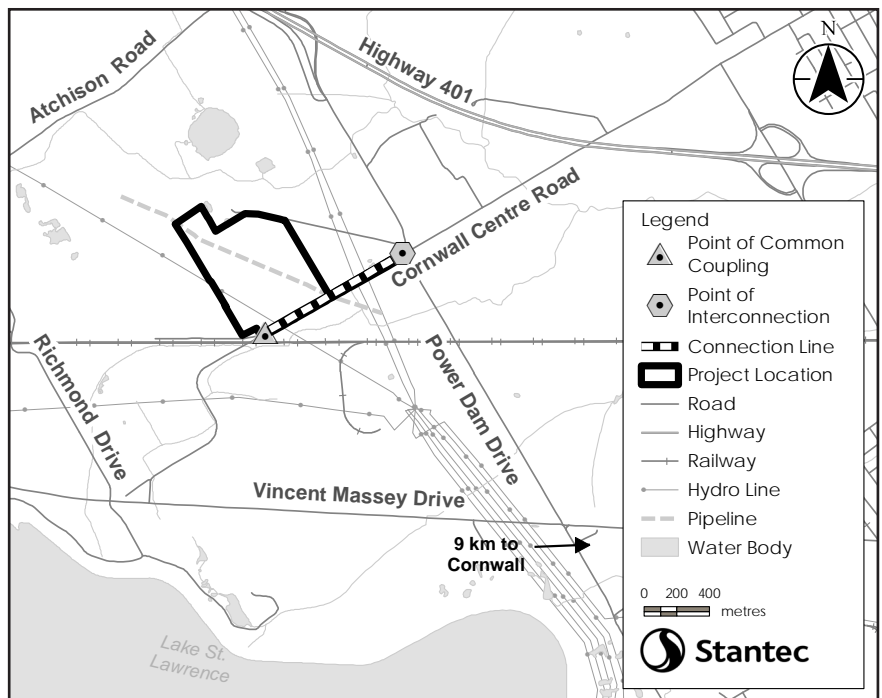 Atchison Road
Highway 401
N
Cornwall Centre Road
Richmond Drive
Power Dam Drive
Vincent Massey Drive
9 km to
Cornwall
Lake St.
Lawrence
Legend
Point of Common
Coupling
Point of
Interconnection
Connection Line
Project Location
Road
Highway
Railway
Hydro Line
Pipeline
Water Body
0 200 400
metres
Stantec